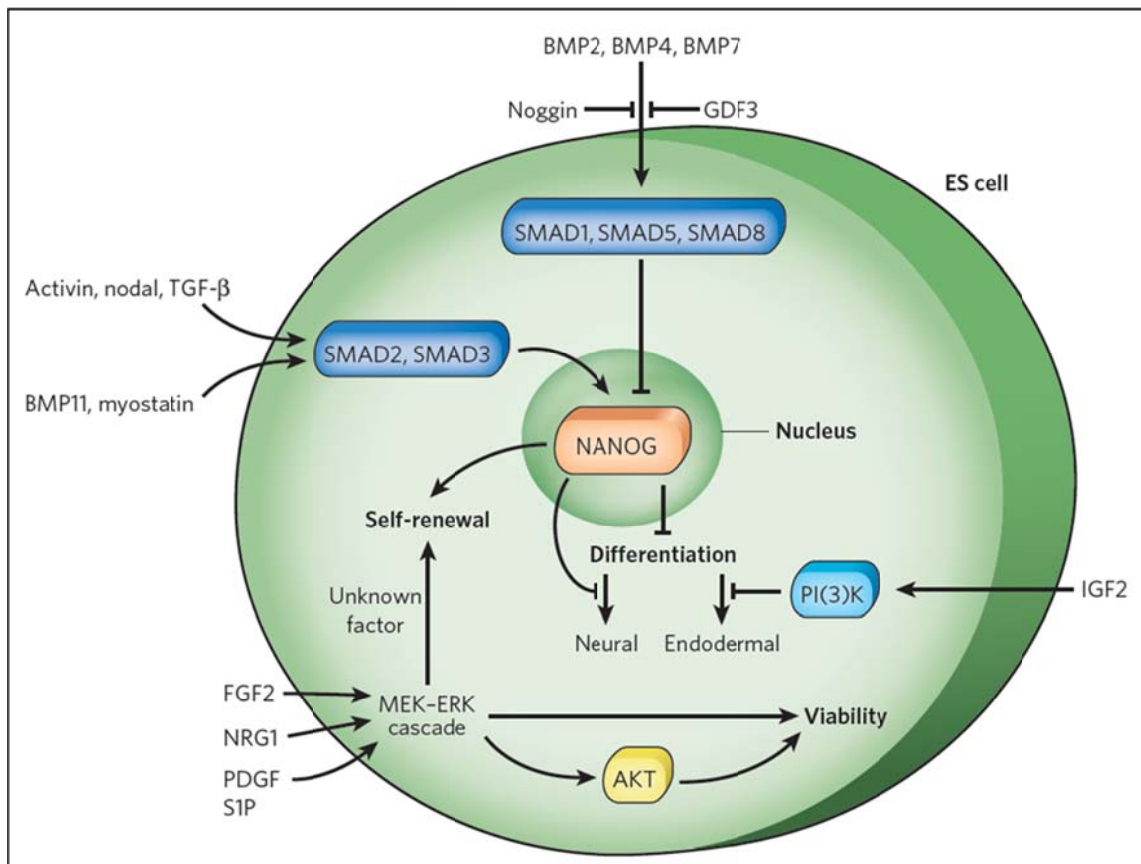 BMP2, BMP4, BMP7
Noggin
GDF3
ES cell
SMAD1, SMAD5, SMAD8
Activin, nodal, TGF-β
SMAD2, SMAD3
BMP11, myostatin
Nucleus
NANOG
Self-renewal
Differentiation
Unknown
factor
PI(3)K
IGF2
Neural
Endodermal
FGF2
MEK–ERK
cascade
Viability
NRG1
AKT
PDGF
S1P